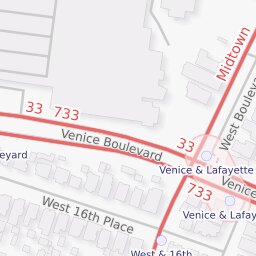 Midtown
33 733
33
Venice Boulevard
West Boulev
Venice & Lafayette
eyard
733
Venice
West 16th Place
Venice & Lafay
West & 16th